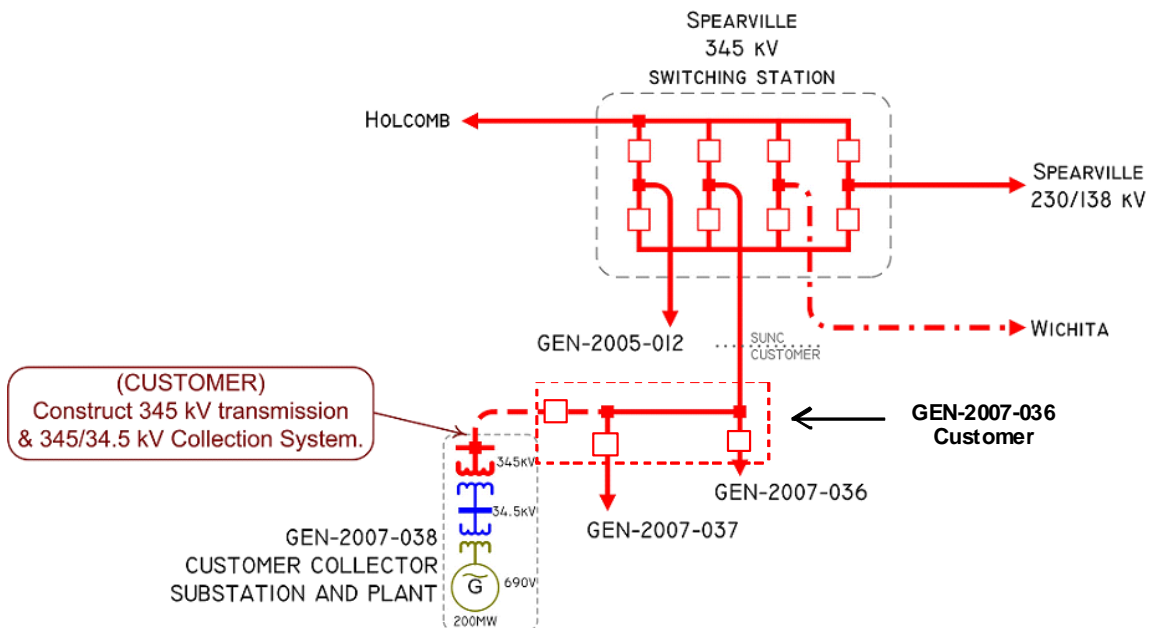 SPEARVILLE
345 KV
SWITCHING STATION
HOLCOMB
SPEARVILLE
230/138 KV
WICHITA
GEN-2005-012
SUNC
CUSTOMER
(CUSTOMER)
Construct 345 kV transmission
& 345/34.5 kV Collection System.
GEN-2007-036
Customer
345KV
GEN-2007-036
34.5KV
GEN-2007-037
GEN-2007-038
CUSTOMER COLLECTOR
SUBSTATION AND PLANT
690V
G
200MW